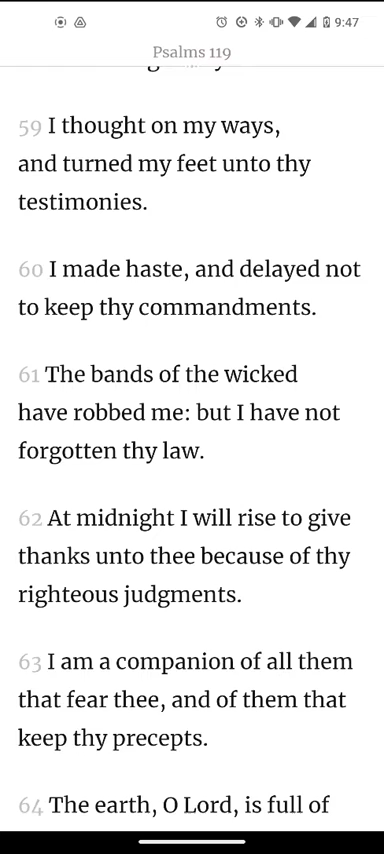 9:47
Psalms 119
59 I thought on my ways,
and turned my feet unto thy
testimonies.
60 I made haste, and delayed not
to keep thy commandments.
61 The bands of the wicked
have robbed me: but I have not
forgotten thy law.
62 At midnight I will rise to give
thanks unto thee because of thy
righteous judgments.
63 I am a companion of all them
that fear thee, and of them that
keep thy precepts.
64 The earth, O Lord, is full of